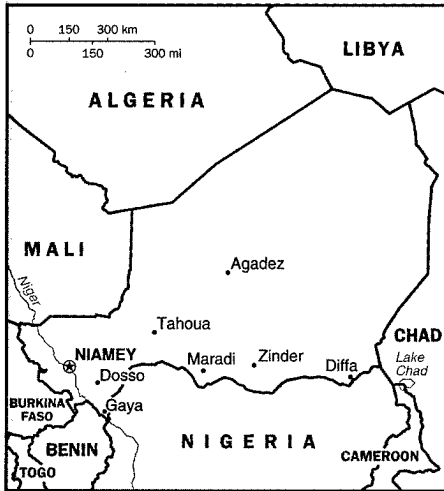 0 150 300 km
0 150 300 mi
LIBYA
ALGERIA
MALI
Agadez
Niger
Tahoua
NIAMEY
Maradi
Zinder
Diffa
CHAD
Lake
Chad
Dosso
BURKINA
FASO
Gaya
BENIN
NIGERIA
CAMEROON
TOGO